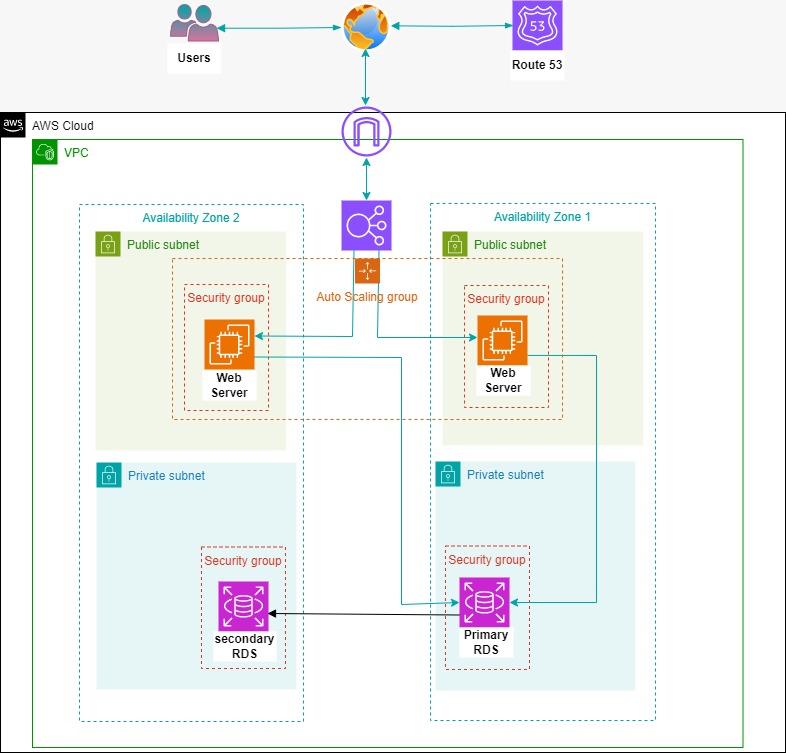 Users
53
Route 53
aws
AWS Cloud
VPC
Availability Zone 2
Availability Zone 1
Public subnet
Public subnet
Security group
Auto Scaling group
Security group
Web
Server
Web
Server
Private subnet
Private subnet
Security group
Security group
secondary
RDS
Primary
RDS